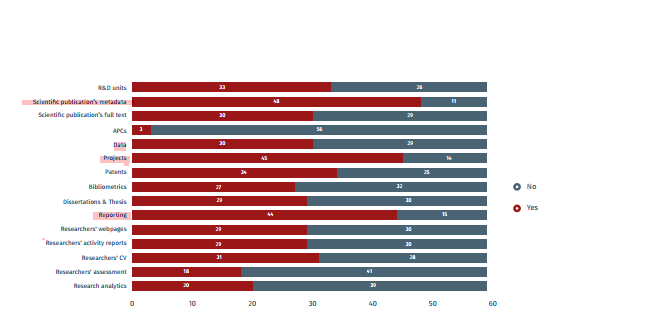 R&D units 33 26
Scientific publication's metadata 48 11
Scientific publication's full text 30 29
APCs 3 56
Data 30 29
Projects 45 14
Patents 34 25
Bibliometrics 27 32
Dissertations & Thesis 29 30
Reporting 44 15
Researchers' webpages 29 30
Researchers' activity reports 29 30
Researchers' CV 31 28
Researchers' assessment 18 41
Research analytics 20 39
0 10 20 30 40 50 60
No
Yes